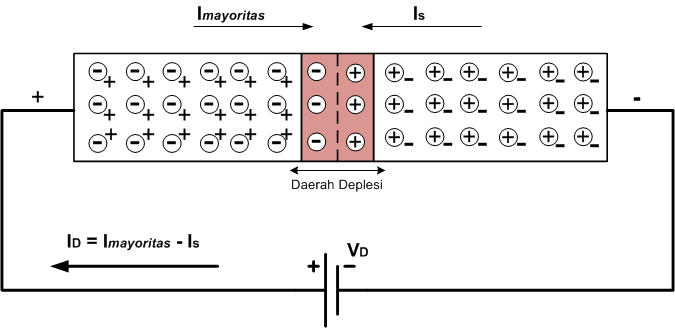 Imayoritas
Is
+
-
Daerah Deplesi
ID = Imayoritas - Is
+
-
VD